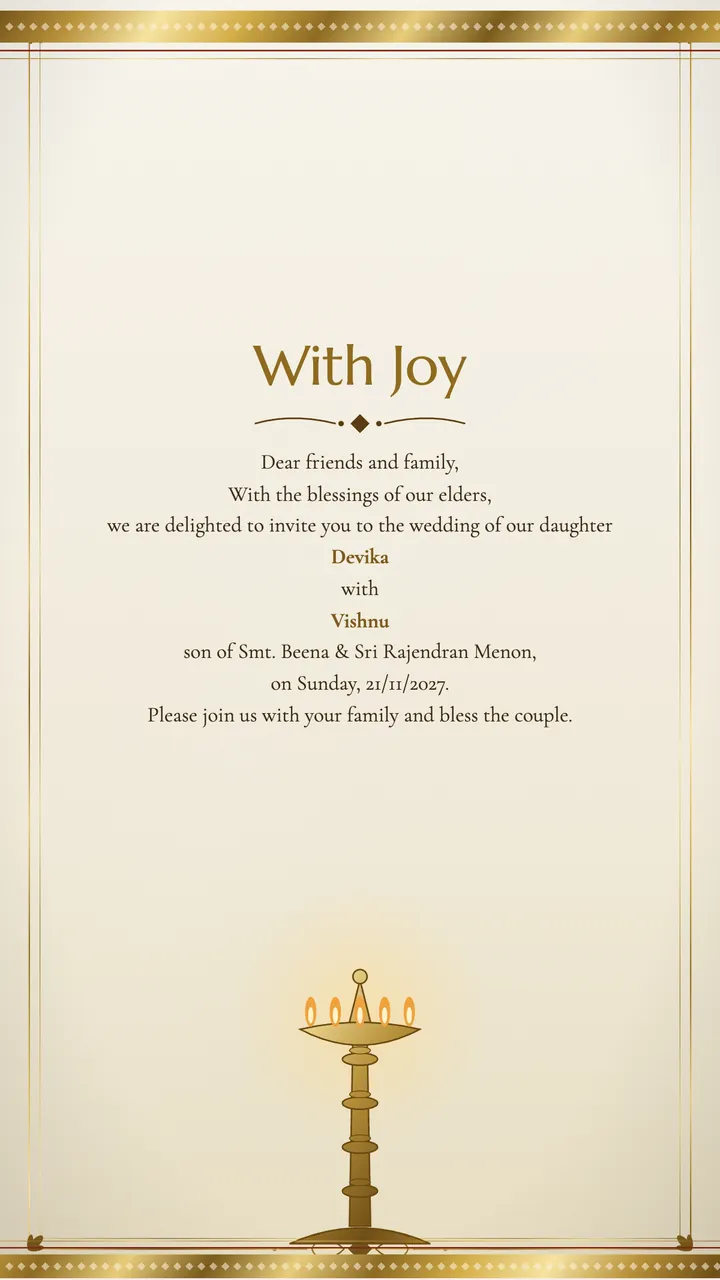 With Joy
Dear friends and family,
With the blessings of our elders,
we are delighted to invite you to the wedding of our daughter
Devika
with
Vishnu
son of Smt. Beena & Sri Rajendran Menon,
on Sunday, 21/11/2027.
Please join us with your family and bless the couple.